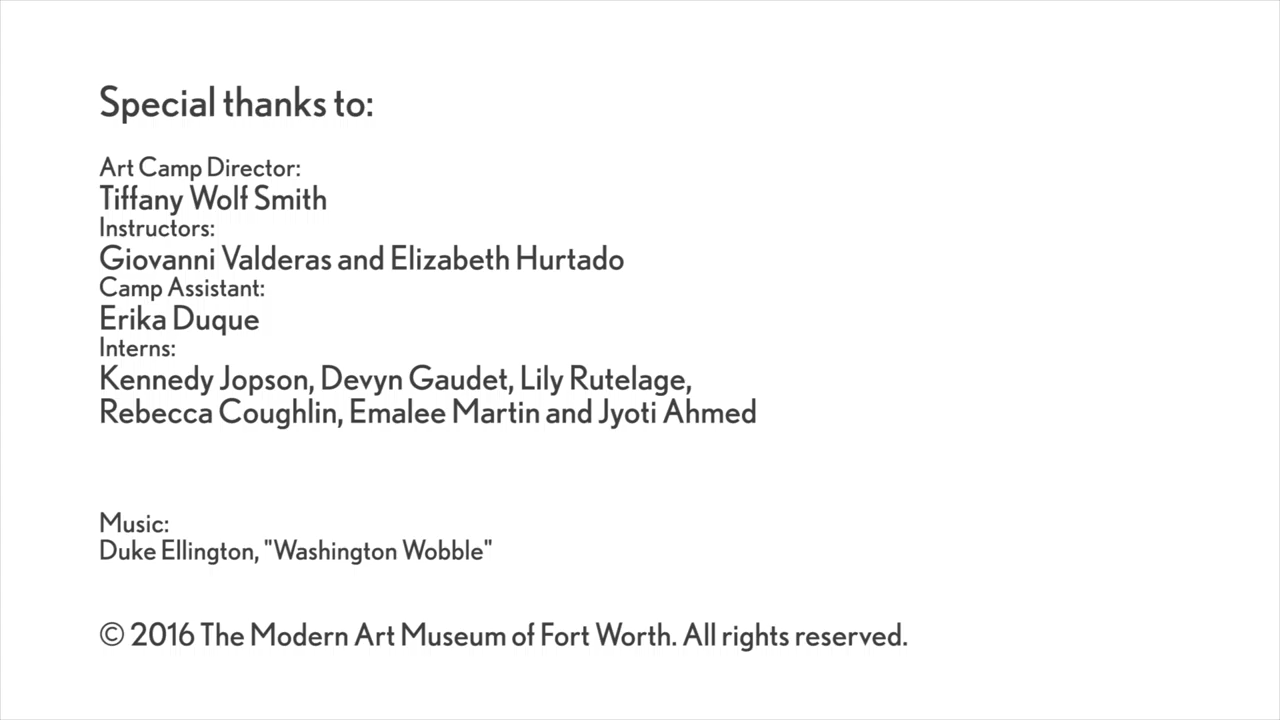 Special thanks to:
Art Camp Director:
Tiffany Wolf Smith
Instructors:
Giovanni Valderas and Elizabeth Hurtado
Camp Assistant:
Erika Duque
Interns:
Kennedy Jopson, Devyn Gaudet, Lily Rutelage,
Rebecca Coughlin, Emalee Martin and Jyoti Ahmed
Music:
Duke Ellington, "Washington Wobble"
© 2016 The Modern Art Museum of Fort Worth. All rights reserved.